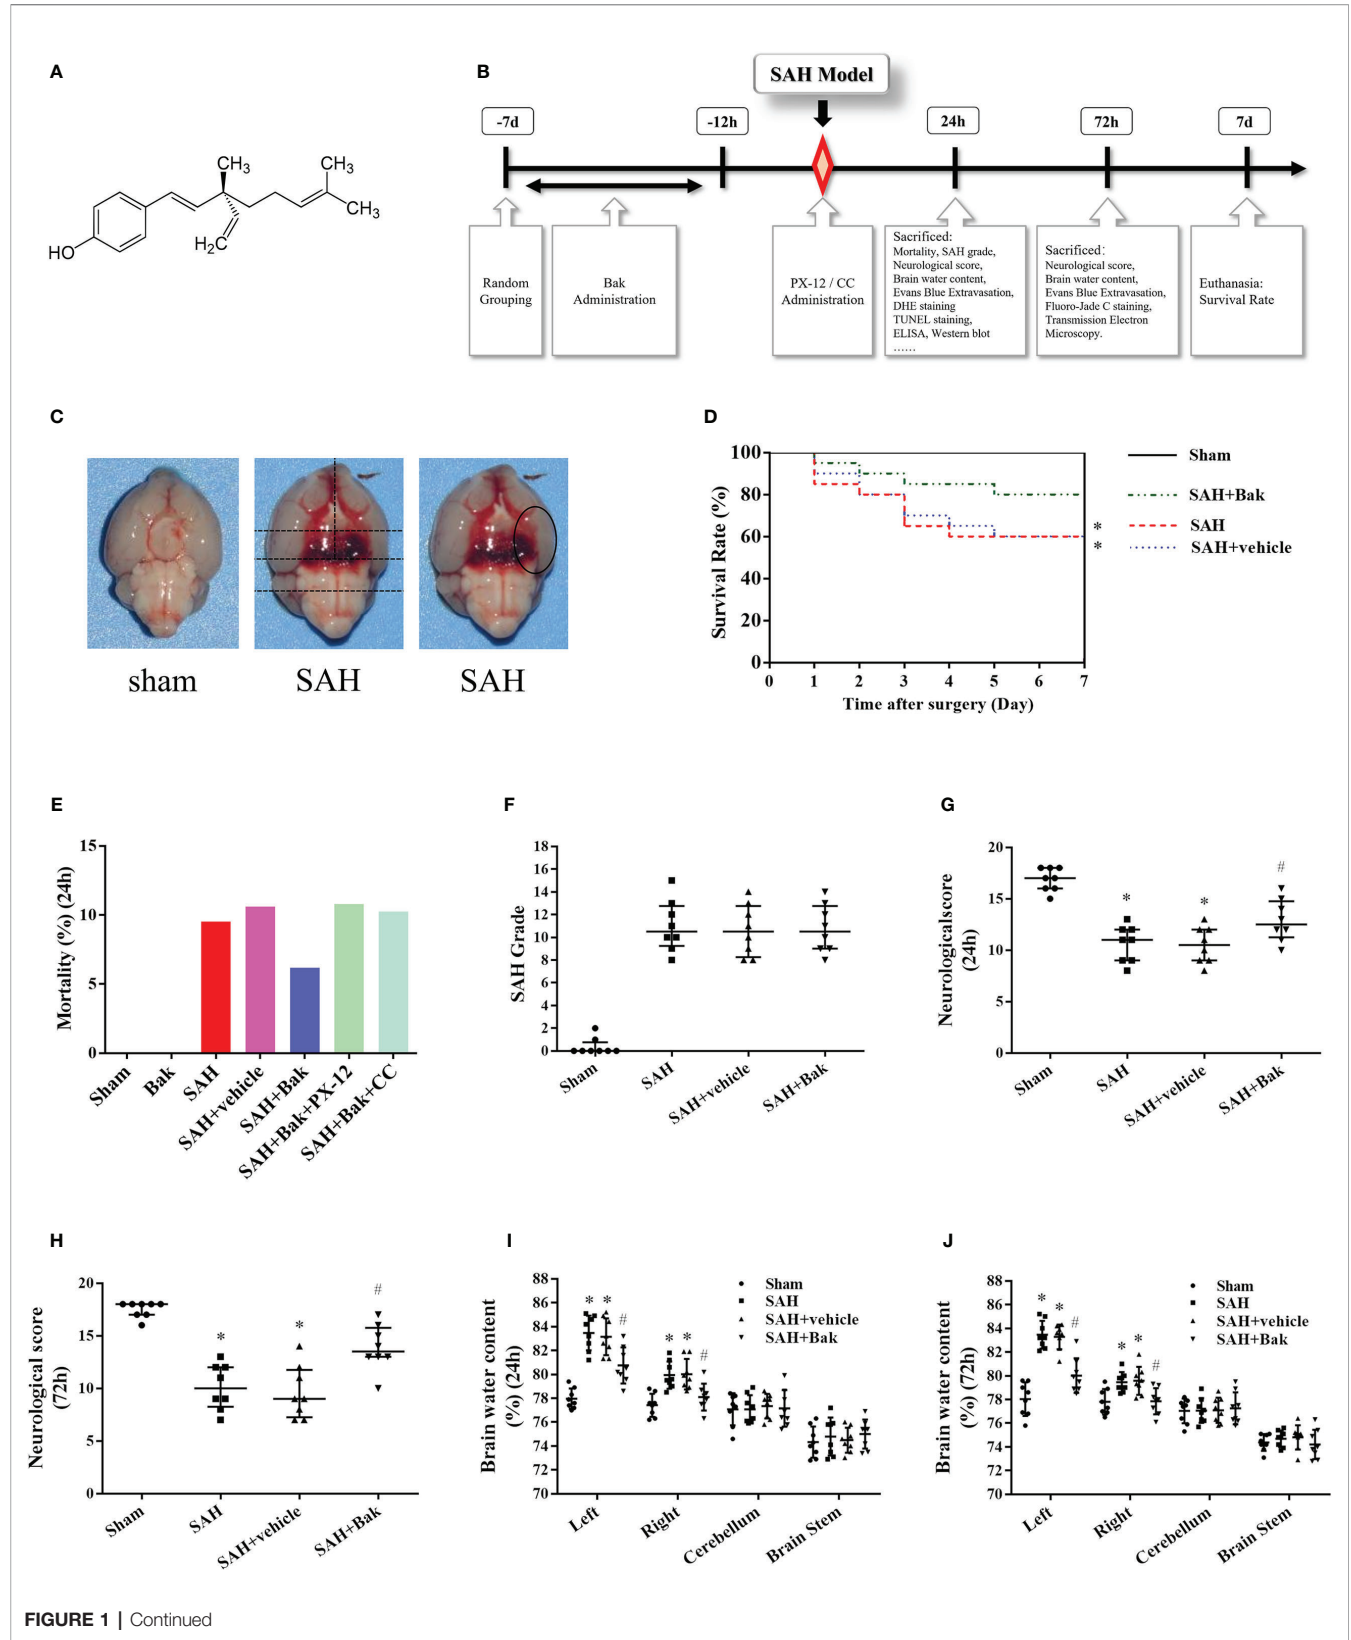 A
CH3
CH3
CH3
H2C
HO
B
SAH Model
-7d
-12h
24h
72h
7d
Random
Grouping
Bak
Administration
PX-12 / CC
Administration
Sacrificed:
Mortality, SAH grade,
Neurological score,
Brain water content,
Evans Blue Extravasation,
DHE staining
TUNEL staining,
ELISA, Western blot
......
Sacrificed:
Neurological score,
Brain water content,
Evans Blue Extravasation,
Fluoro-Jade C staining,
Transmission Electron
Microscopy.
Euthanasia:
Survival Rate
C
sham
SAH
SAH
D
Survival Rate (%)
100
80
60
40
20
0
0 1 2 3 4 5 6 7
Time after surgery (Day)
*
*
Sham
SAH+Bak
SAH
SAH+vehicle
E
Mortality (%) (24h)
15
10
5
0
Sham
Bak
SAH
SAH+vehicle
SAH+Bak
SAH+Bak+PX-12
SAH+Bak+CC
F
SAH Grade
18
16
14
12
10
8
6
4
2
0
Sham
SAH
SAH+vehicle
SAH+Bak
G
Neurologicalscore
(24h)
20
15
10
5
0
* * #
Sham
SAH
SAH+vehicle
SAH+Bak
H
Neurological score
(72h)
20
15
10
5
0
* * #
Sham
SAH
SAH+vehicle
SAH+Bak
I
Brain water content
(%) (24h)
88
86
84
82
80
78
76
74
72
70
* * #
* * #
Sham
SAH
SAH+vehicle
SAH+Bak
Left
Right
Cerebellum
Brain Stem
J
Brain water content
(%) (72h)
88
86
84
82
80
78
76
74
72
70
* * #
* * #
Sham
SAH
SAH+vehicle
SAH+Bak
Left
Right
Cerebellum
Brain Stem
FIGURE 1 | Continued